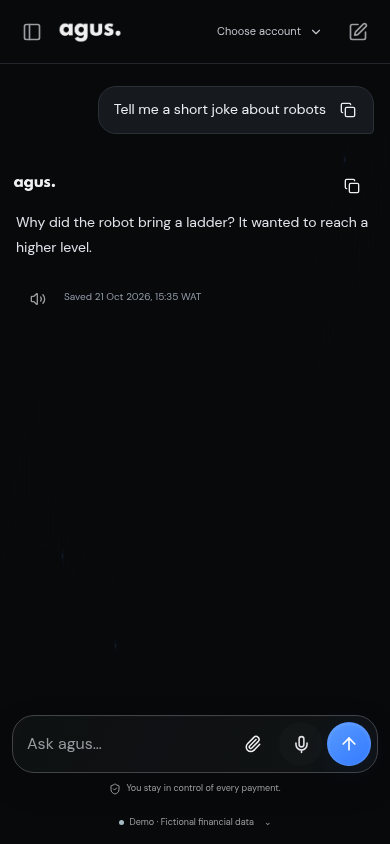 agus.
Choose account
Tell me a short joke about robots
agus.
Why did the robot bring a ladder? It wanted to reach a
higher level.
Saved 21 Oct 2026, 15:35 WAT
Ask agus...
You stay in control of every payment.
Demo · Fictional financial data